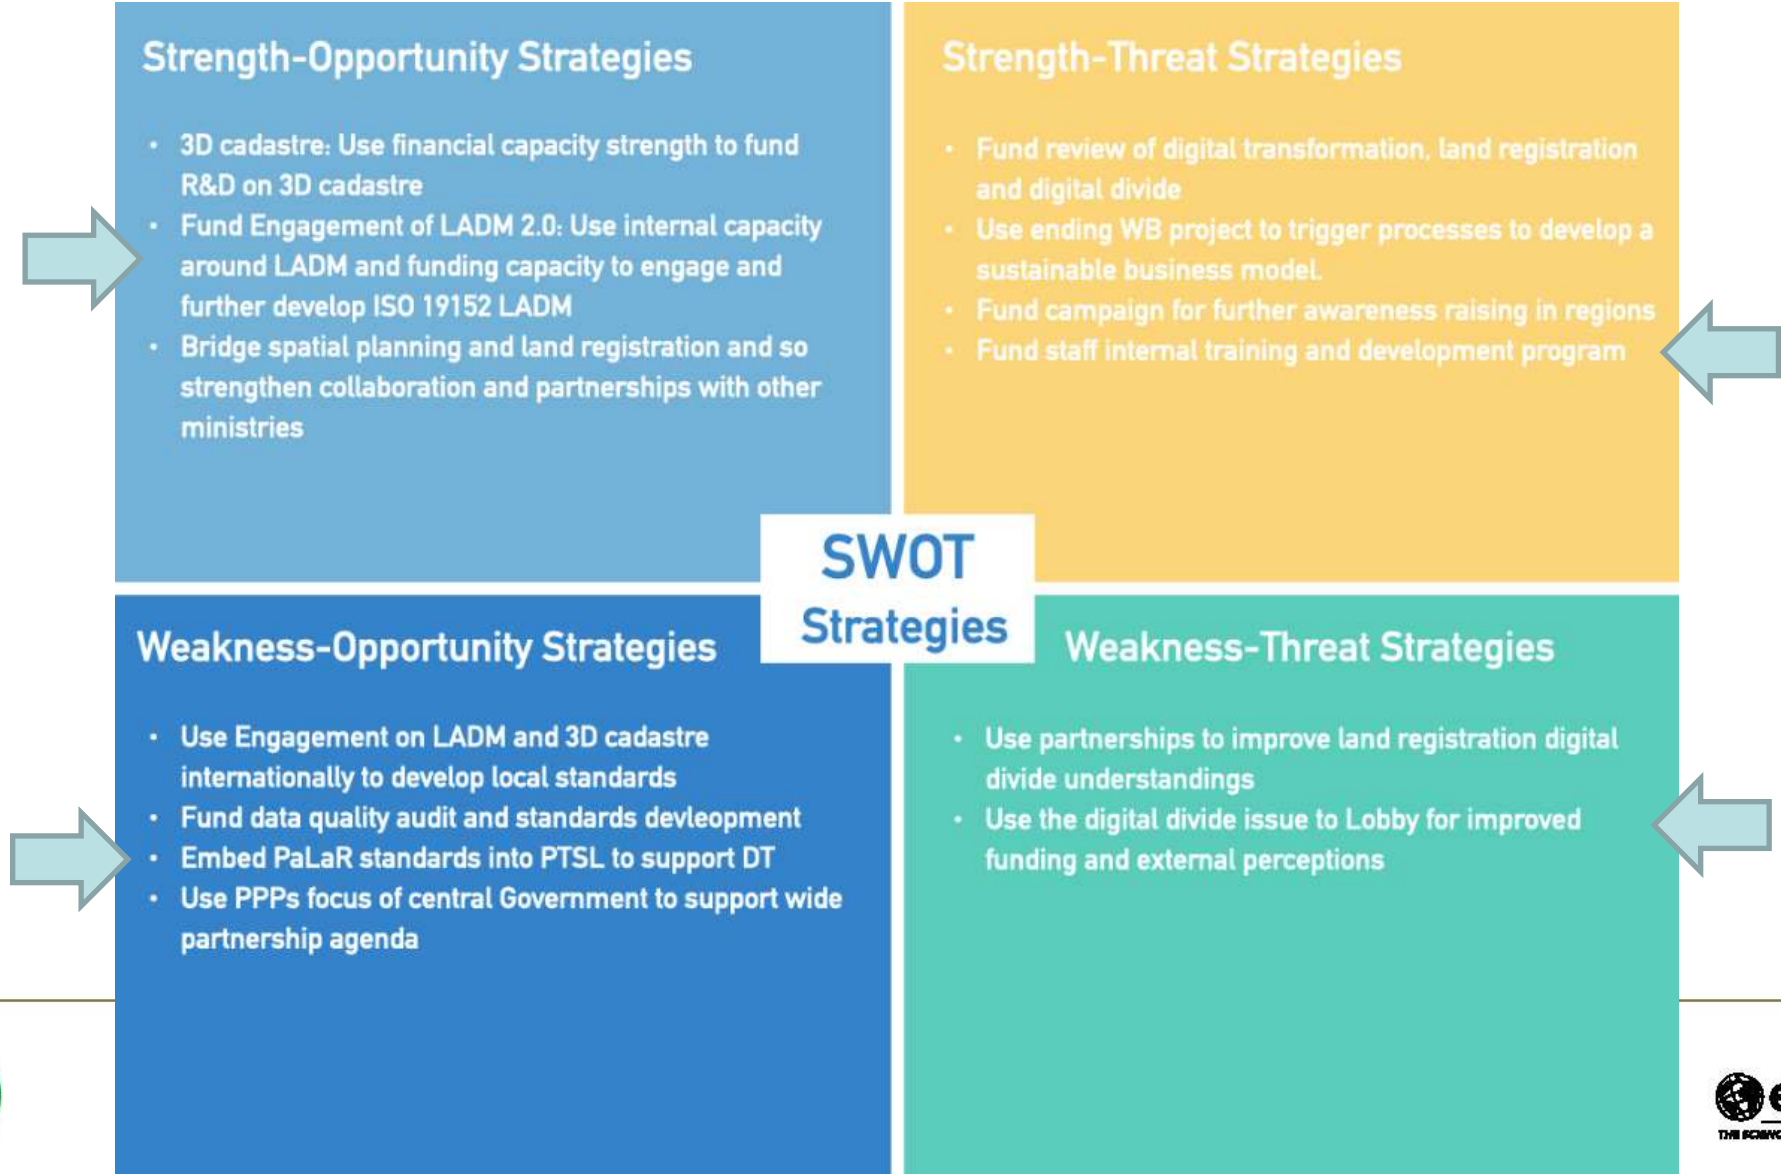 Strength-Opportunity Strategies
• 3D cadastre: Use financial capacity strength to fund
R&D on 3D cadastre
• Fund Engagement of LADM 2.0: Use internal capacity
around LADM and funding capacity to engage and
further develop ISO 19152 LADM
• Bridge spatial planning and land registration and so
strengthen collaboration and partnerships with other
ministries
Strength-Threat Strategies
• Fund review of digital transformation, land registration
and digital divide
• Use ending WB project to trigger processes to develop a
sustainable business model.
• Fund campaign for further awareness raising in regions
• Fund staff internal training and development program
SWOT
Strategies
Weakness-Opportunity Strategies
• Use Engagement on LADM and 3D cadastre
internationally to develop local standards
• Fund data quality audit and standards devleopment
• Embed PaLaR standards into PTSL to support DT
• Use PPPs focus of central Government to support wide
partnership agenda
Weakness-Threat Strategies
• Use partnerships to improve land registration digital
divide understandings
• Use the digital divide issue to Lobby for improved
funding and external perceptions
THE